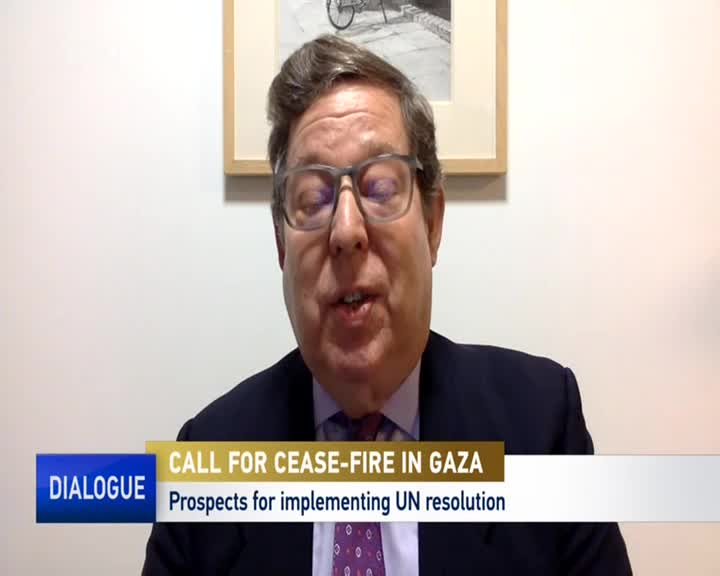 CALL FOR CEASE-FIRE IN GAZA
DIALOGUE
Prospects for implementing UN resolution